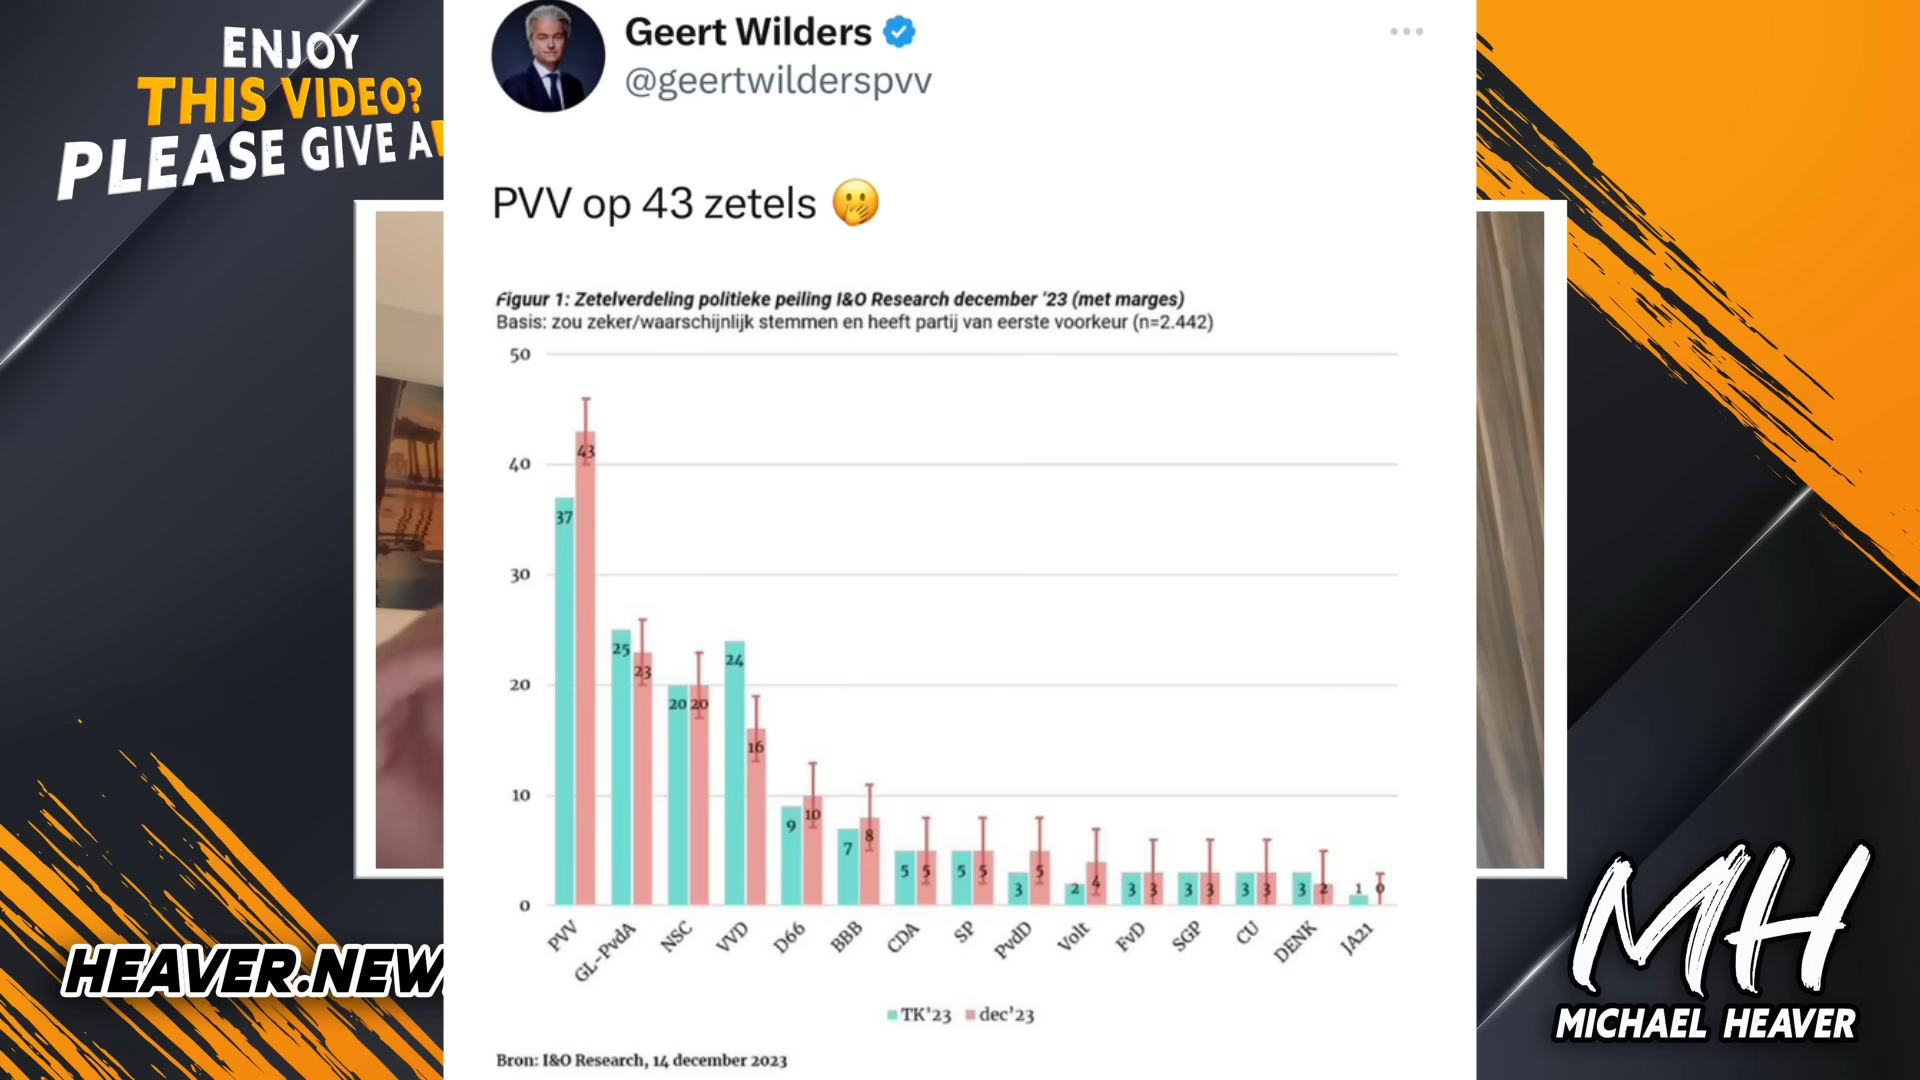 ENJOY
THIS VIDEO?
PLEASE GIVE A
Geert Wilders
@geertwilderspvv
PVV op 43 zetels 🫢
Figuur 1: Zetelverdeling politieke peiling I&O Research december '23 (met marges)
Basis: zou zeker/waarschijnlijk stemmen en heeft partij van eerste voorkeur (n=2.442)
50
40
30
20
10
0
37 43
25 23
20 20
24 16
9 10
7 8
5 5
5 5
3 5
2 4
3 3
3 3
3 3
3 2
1 0
PVV GL-PvdA NSC VVD D66 BBB CDA SP PvdD Volt FvD SGP CU DENK JA21
TK'23 dec'23
Bron: I&O Research, 14 december 2023
HEAVER.NEW
MH
MICHAEL HEAVER